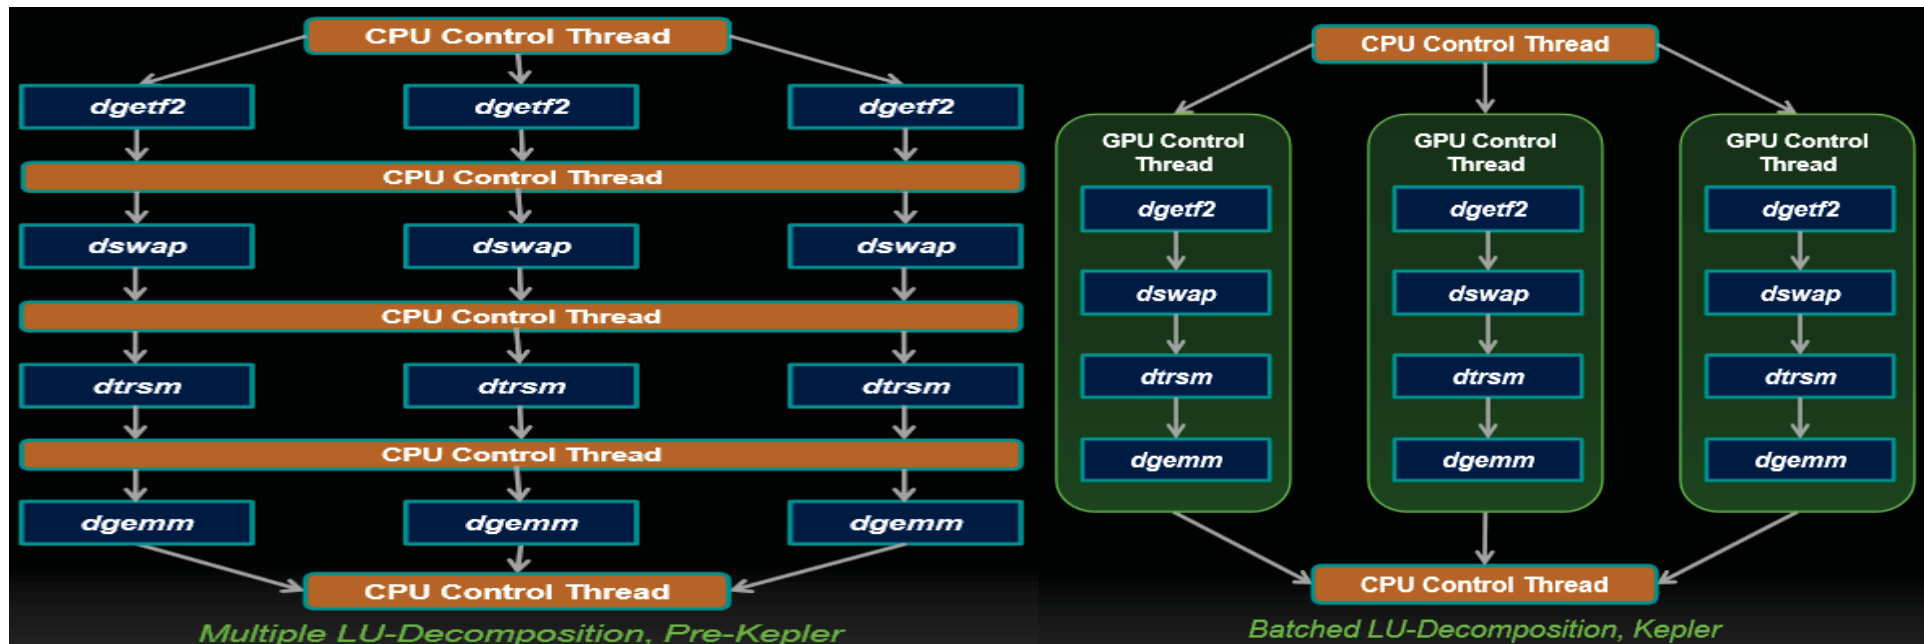 CPU Control Thread
dgetf2
dgetf2
dgetf2
CPU Control Thread
dswap
dswap
dswap
CPU Control Thread
dtrsm
dtrsm
dtrsm
CPU Control Thread
dgemm
dgemm
dgemm
CPU Control Thread
Multiple LU-Decomposition, Pre-Kepler
CPU Control Thread
GPU Control
Thread
dgetf2
dswap
dtrsm
dgemm
GPU Control
Thread
dgetf2
dswap
dtrsm
dgemm
GPU Control
Thread
dgetf2
dswap
dtrsm
dgemm
CPU Control Thread
Batched LU-Decomposition, Kepler